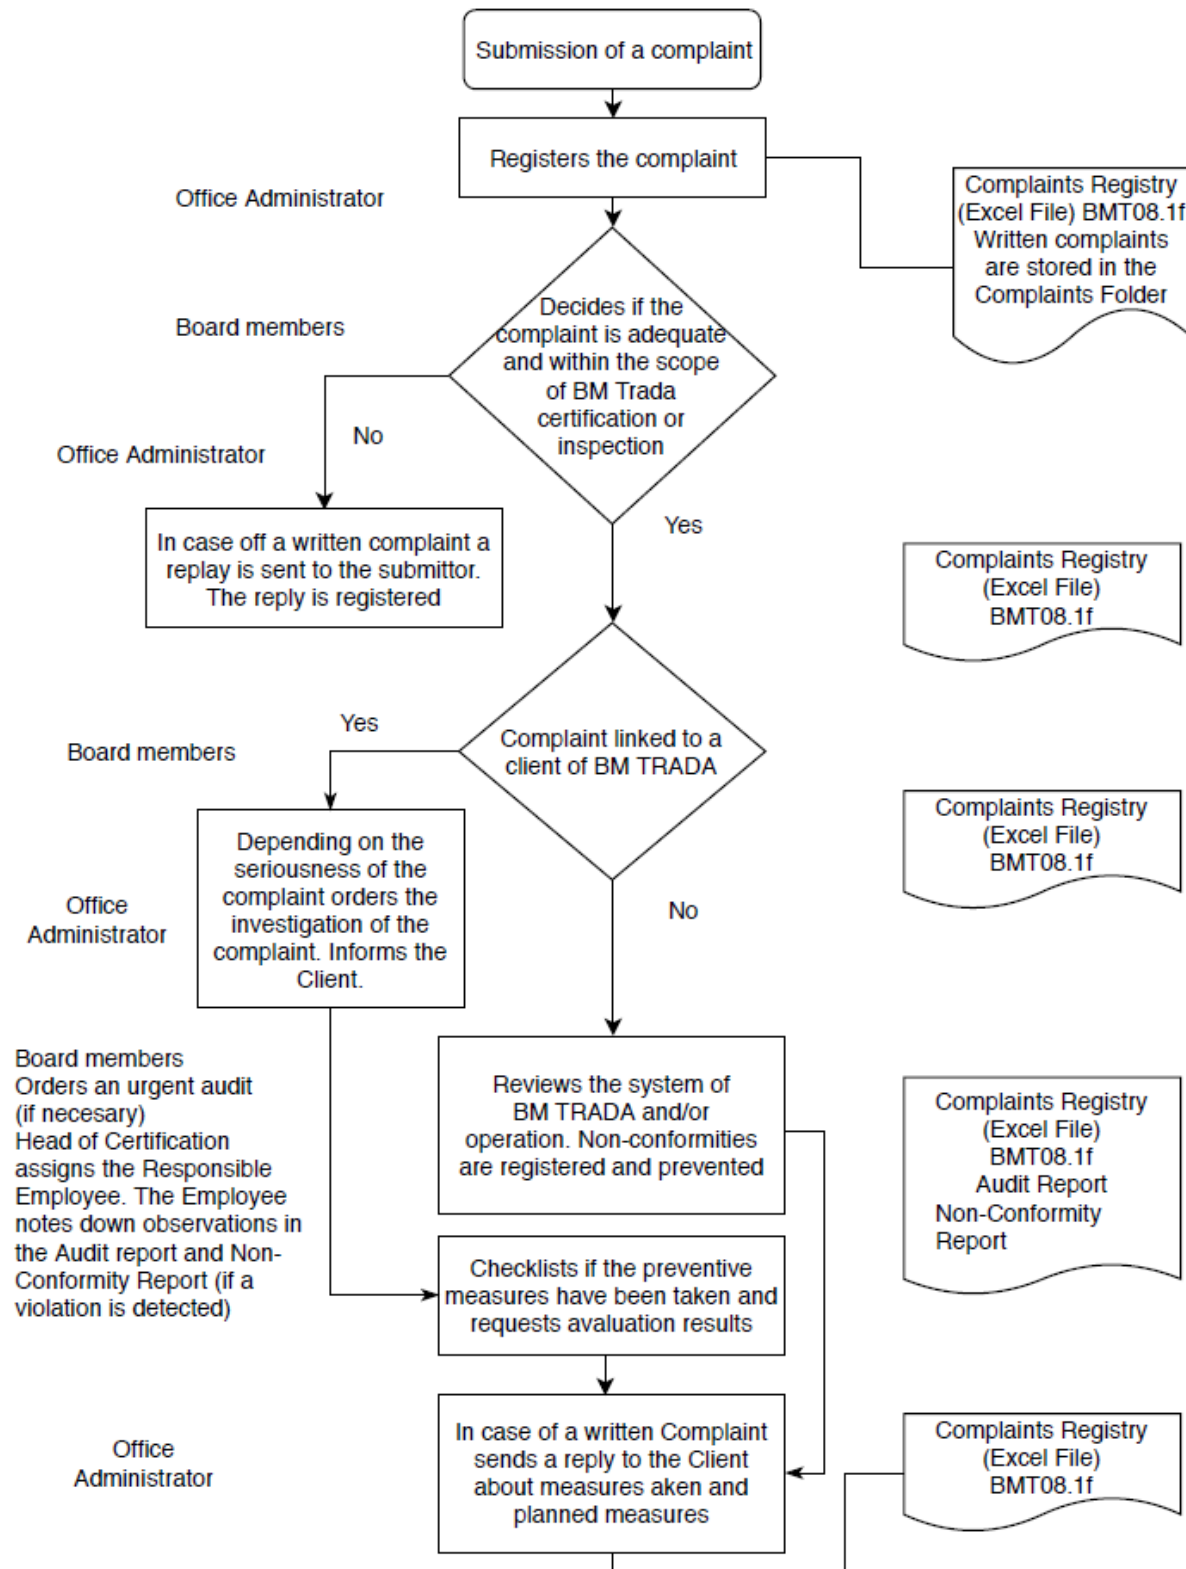 Submission of a complaint
Registers the complaint
Office Administrator
Complaints Registry
(Excel File) BMT08.1f
Written complaints
are stored in the
Complaints Folder
Board members
Decides if the
complaint is adequate
and within the scope
of BM Trada
certification or
inspection
No
Office Administrator
Yes
In case off a written complaint a
replay is sent to the submittor.
The reply is registered
Complaints Registry
(Excel File)
BMT08.1f
Yes
Board members
Complaint linked to a
client of BM TRADA
Complaints Registry
(Excel File)
BMT08.1f
Depending on the
seriousness of the
complaint orders the
investigation of the
complaint. Informs the
Client.
Office
Administrator
No
Board members
Orders an urgent audit
(if necesary)
Head of Certification
assigns the Responsible
Employee. The Employee
notes down observations in
the Audit report and Non-
Conformity Report (if a
violation is detected)
Reviews the system of
BM TRADA and/or
operation. Non-conformities
are registered and prevented
Complaints Registry
(Excel File)
BMT08.1f
Audit Report
Non-Conformity
Report
Checklists if the preventive
measures have been taken and
requests avaluation results
Office
Administrator
In case of a written Complaint
sends a reply to the Client
about measures aken and
planned measures
Complaints Registry
(Excel File)
BMT08.1f